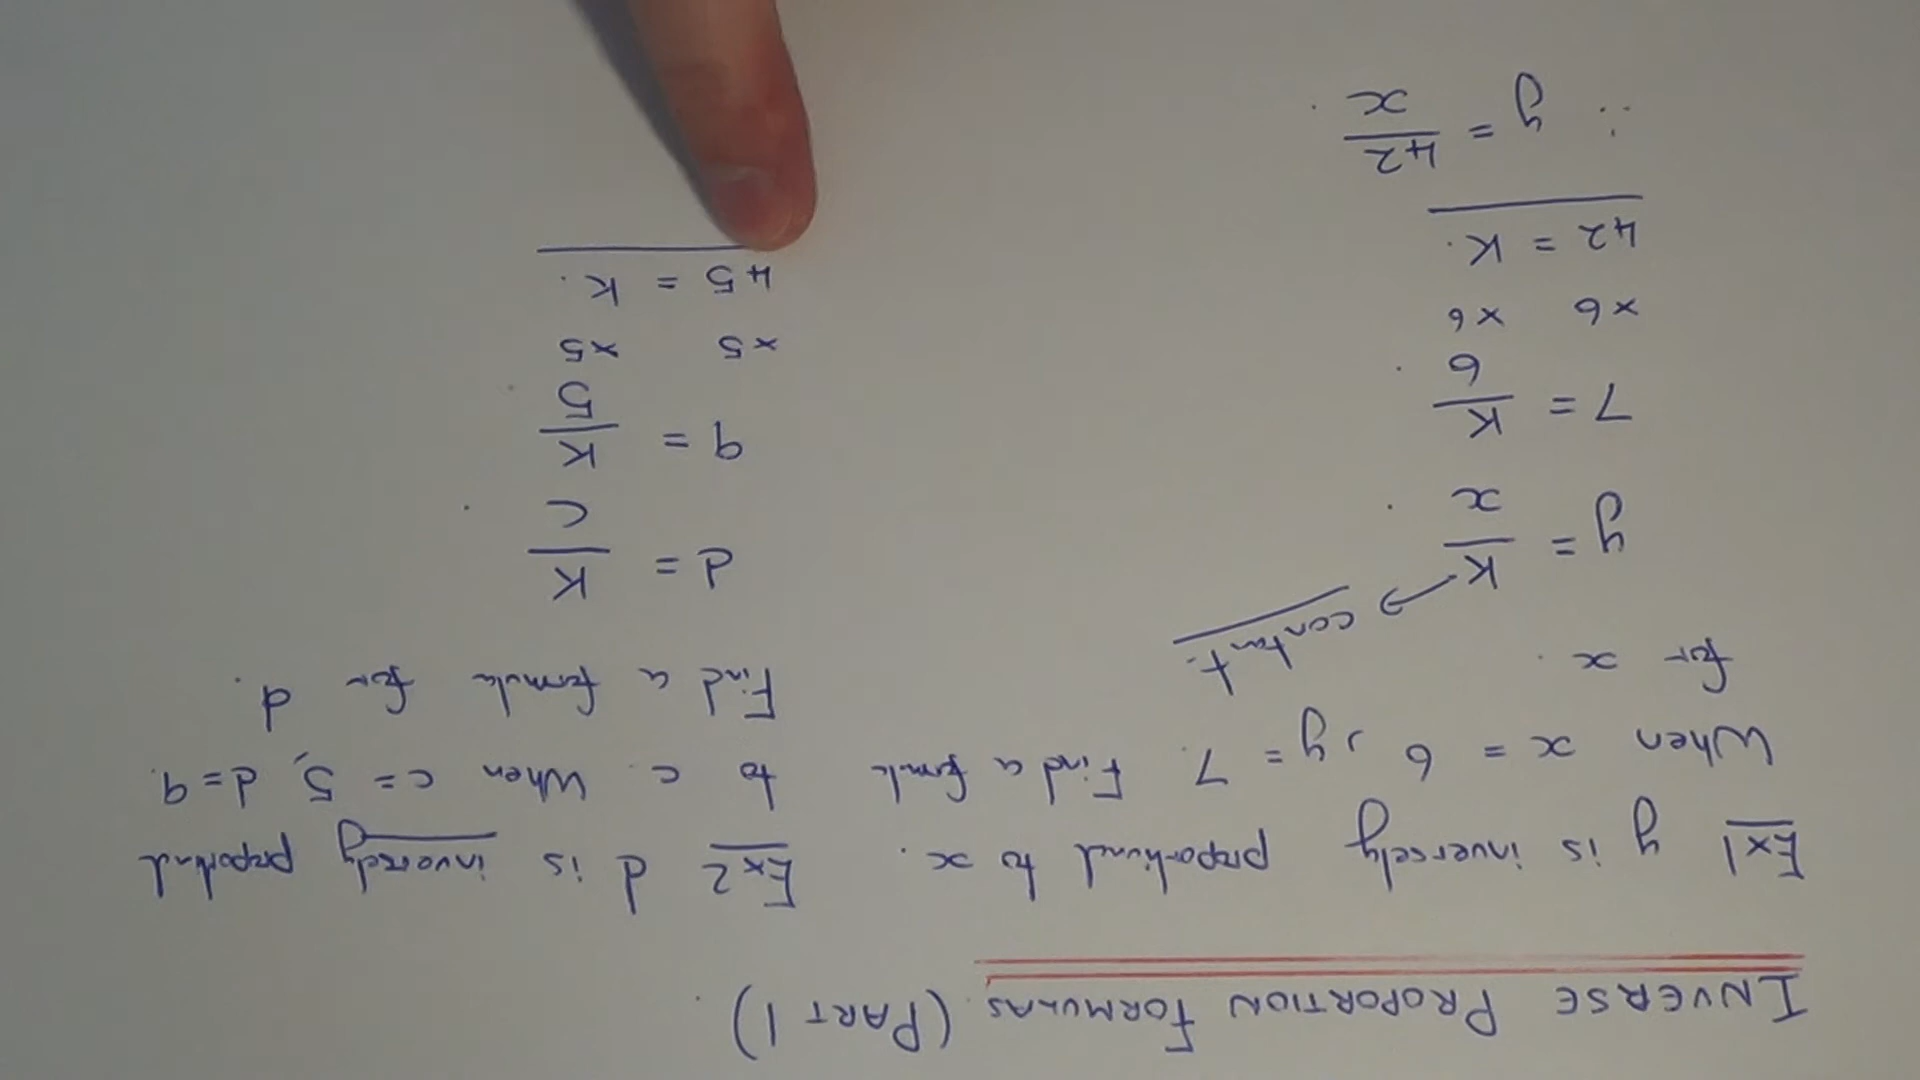 INVERSE PROPORTION FORMULAS (PART 1).
Ex1 y is inversely proportional to x.
When x = 6, y = 7. Find a formula
for x.
contant.
y = K/x
7 = K/6
×6 ×6
42 = K.
∴ y = 42/x
Ex2 d is inversely proportional
to c. When c = 5, d = 9.
Find a formula for d.
d = K/C
9 = K/5
×5 ×5
45 = K.